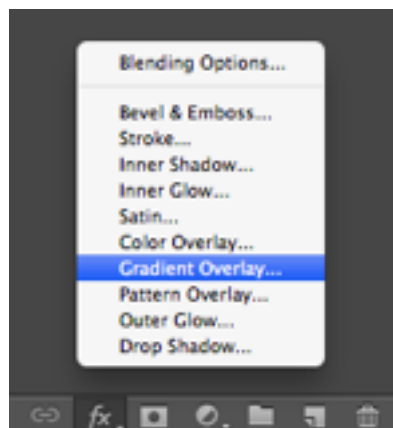 Blending Options...
Bevel & Emboss...
Stroke...
Inner Shadow...
Inner Glow...
Satin...
Color Overlay...
Gradient Overlay...
Pattern Overlay...
Outer Glow...
Drop Shadow...
fx